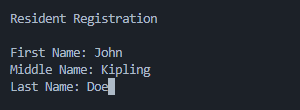 Resident Registration
First Name: John
Middle Name: Kipling
Last Name: Doe